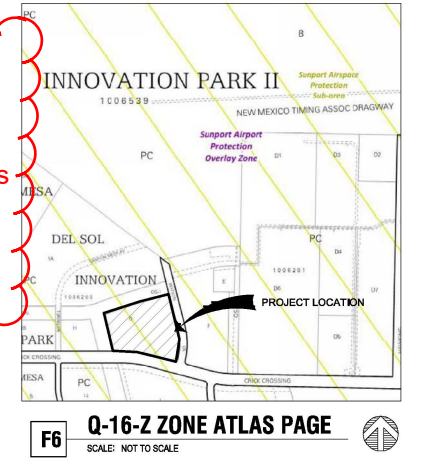 PC
B
INNOVATION PARK II
1006539
Sunport Airspace
Protection
Sub-area
NEW MEXICO TIMING ASSOC DRAGWAY
Sunport Airport
Protection
Overlay Zone
PC
D1
D3
D2
S
MESA
DEL SOL
PC
D4
1A
PC
INNOVATION
1006201
E
D6
D7
PROJECT LOCATION
H
F
D5
PARK
CRICK CROSSING
MESA
PC
CRICK CROSSING
F6
Q-16-Z ZONE ATLAS PAGE
SCALE: NOT TO SCALE